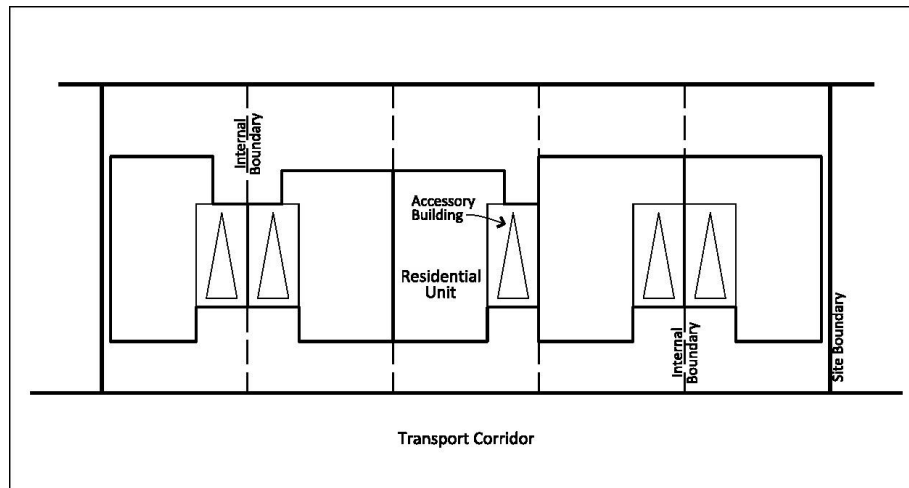 Internal
Boundary
Accessory
Building
Residential
Unit
Internal
Boundary
Site Boundary
Transport Corridor